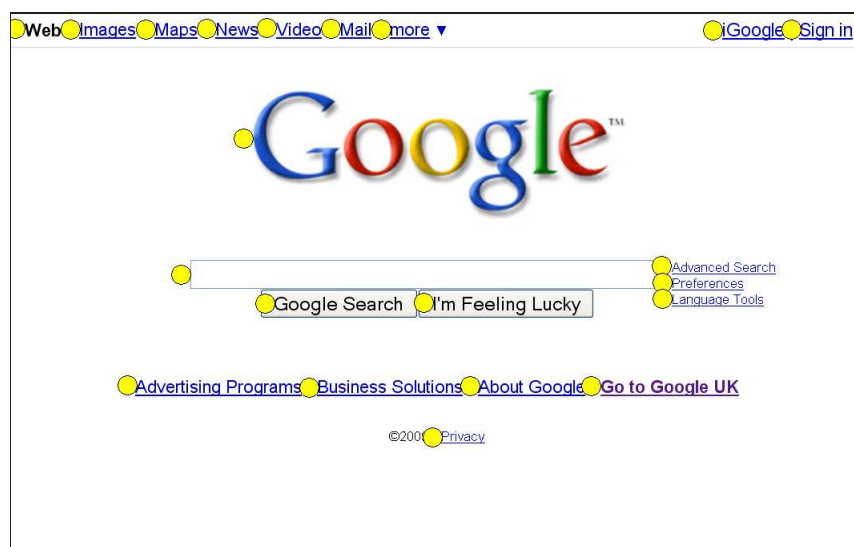 Web Images Maps News Video Mail more ▼ iGoogle Sign in
Google™
Advanced Search
Preferences
Language Tools
Google Search I'm Feeling Lucky
Advertising Programs Business Solutions About Google Go to Google UK
©200 Privacy